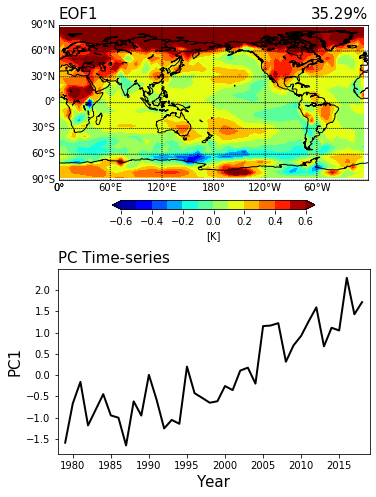 EOF1 35.29%
90°N
60°N
30°N
0°
30°S
60°S
90°S
0° 60°E 120°E 180° 120°W 60°W
−0.6 −0.4 −0.2 0.0 0.2 0.4 0.6
[K]
PC Time-series
2.0
1.5
1.0
0.5
0.0
−0.5
−1.0
−1.5
PC1
1980 1985 1990 1995 2000 2005 2010 2015
Year